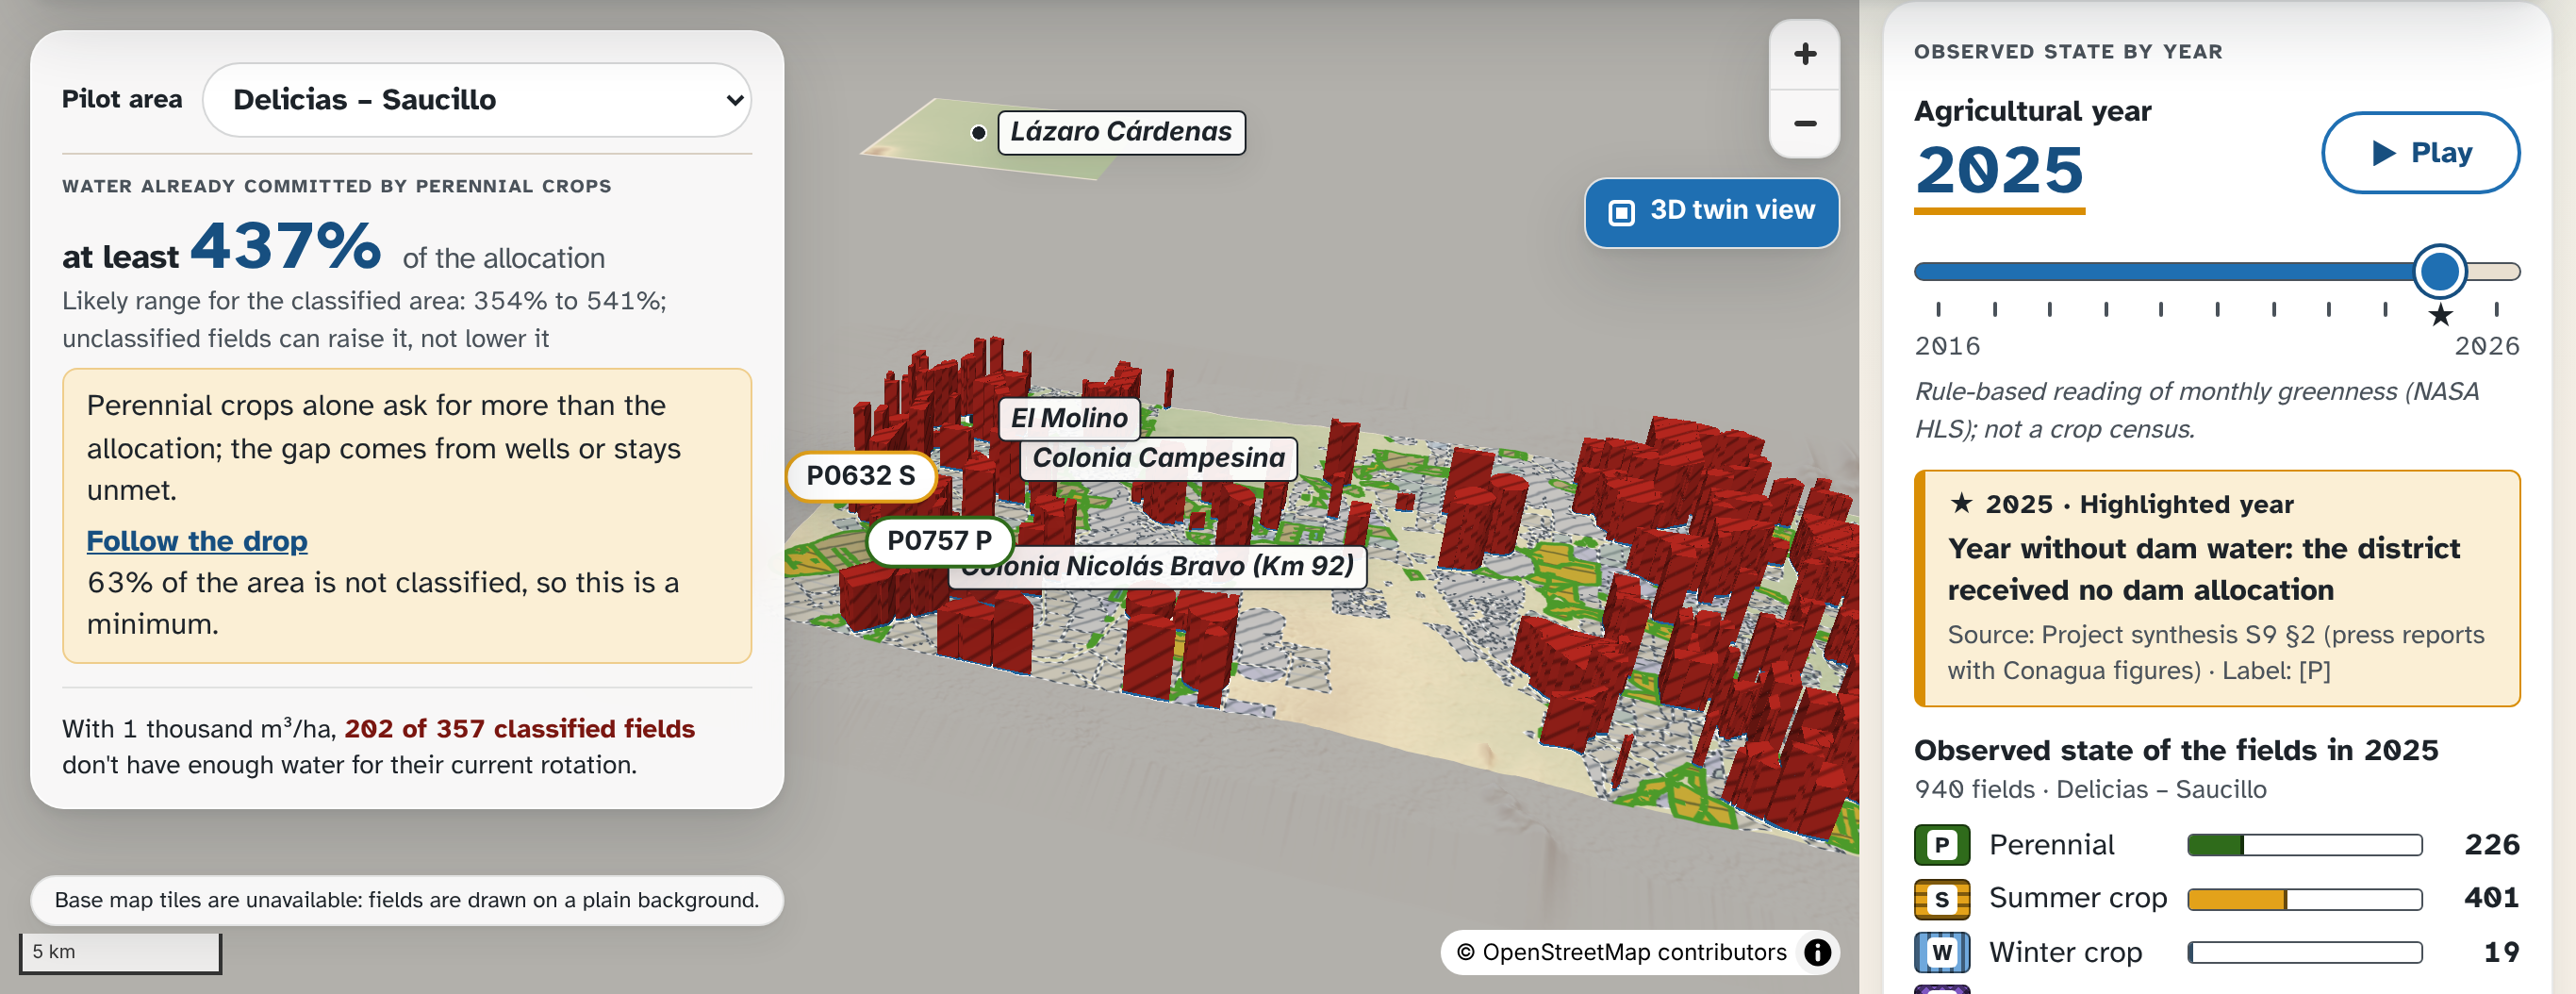 Pilot area
Delicias – Saucillo
WATER ALREADY COMMITTED BY PERENNIAL CROPS
at least 437% of the allocation
Likely range for the classified area: 354% to 541%;
unclassified fields can raise it, not lower it
Perennial crops alone ask for more than the
allocation; the gap comes from wells or stays
unmet.
Follow the drop
63% of the area is not classified, so this is a
minimum.
With 1 thousand m³/ha, 202 of 357 classified fields
don't have enough water for their current rotation.
Base map tiles are unavailable: fields are drawn on a plain background.
5 km
Lázaro Cárdenas
El Molino
Colonia Campesina
P0632 S
P0757 P
Colonia Nicolás Bravo (Km 92)
+
−
3D twin view
© OpenStreetMap contributors
OBSERVED STATE BY YEAR
Agricultural year
2025
Play
2016
2026
Rule-based reading of monthly greenness (NASA
HLS); not a crop census.
★ 2025 · Highlighted year
Year without dam water: the district
received no dam allocation
Source: Project synthesis S9 §2 (press reports
with Conagua figures) · Label: [P]
Observed state of the fields in 2025
940 fields · Delicias – Saucillo
P Perennial 226
S Summer crop 401
W Winter crop 19